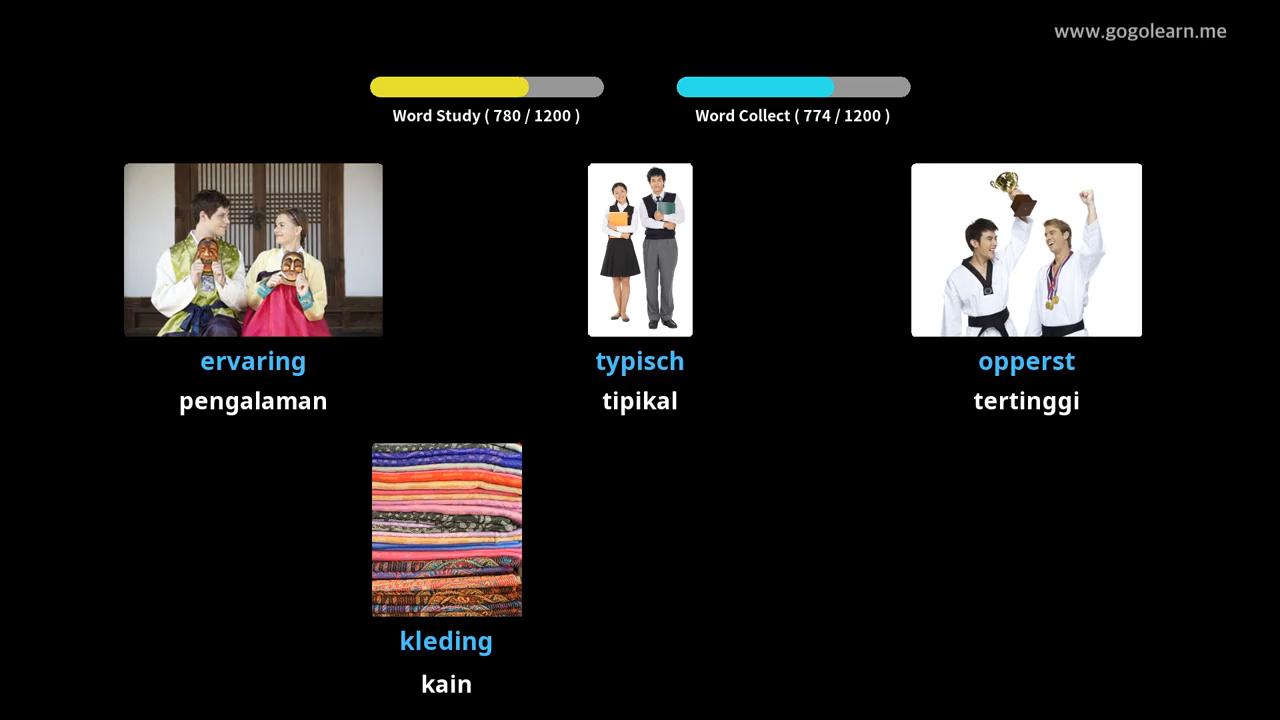 www.gogolearn.me
Word Study ( 780 / 1200 )
Word Collect ( 774 / 1200 )
ervaring
pengalaman
typisch
tipikal
opperst
tertinggi
kleding
kain